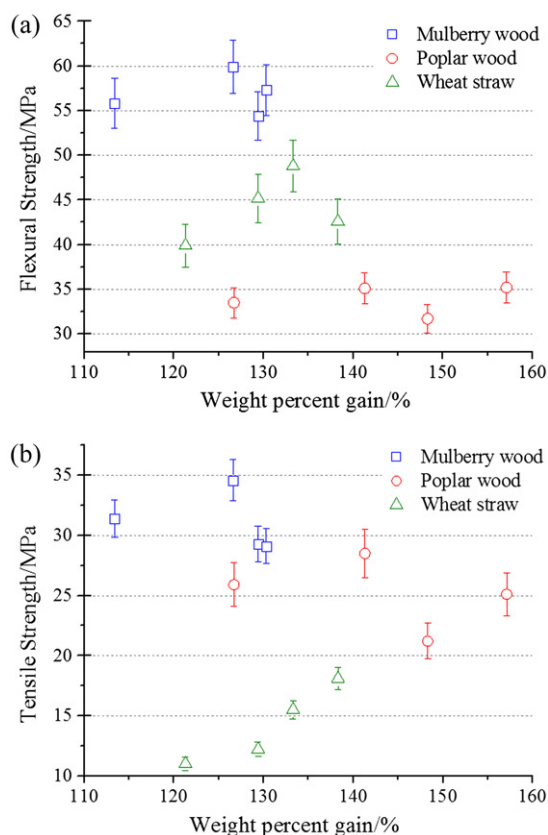 (a)
Mulberry wood
Poplar wood
Wheat straw
Flexural Strength/MPa
65
60
55
50
45
40
35
30
110 120 130 140 150 160
Weight percent gain/%
(b)
Mulberry wood
Poplar wood
Wheat straw
Tensile Strength/MPa
35
30
25
20
15
10
110 120 130 140 150 160
Weight percent gain/%